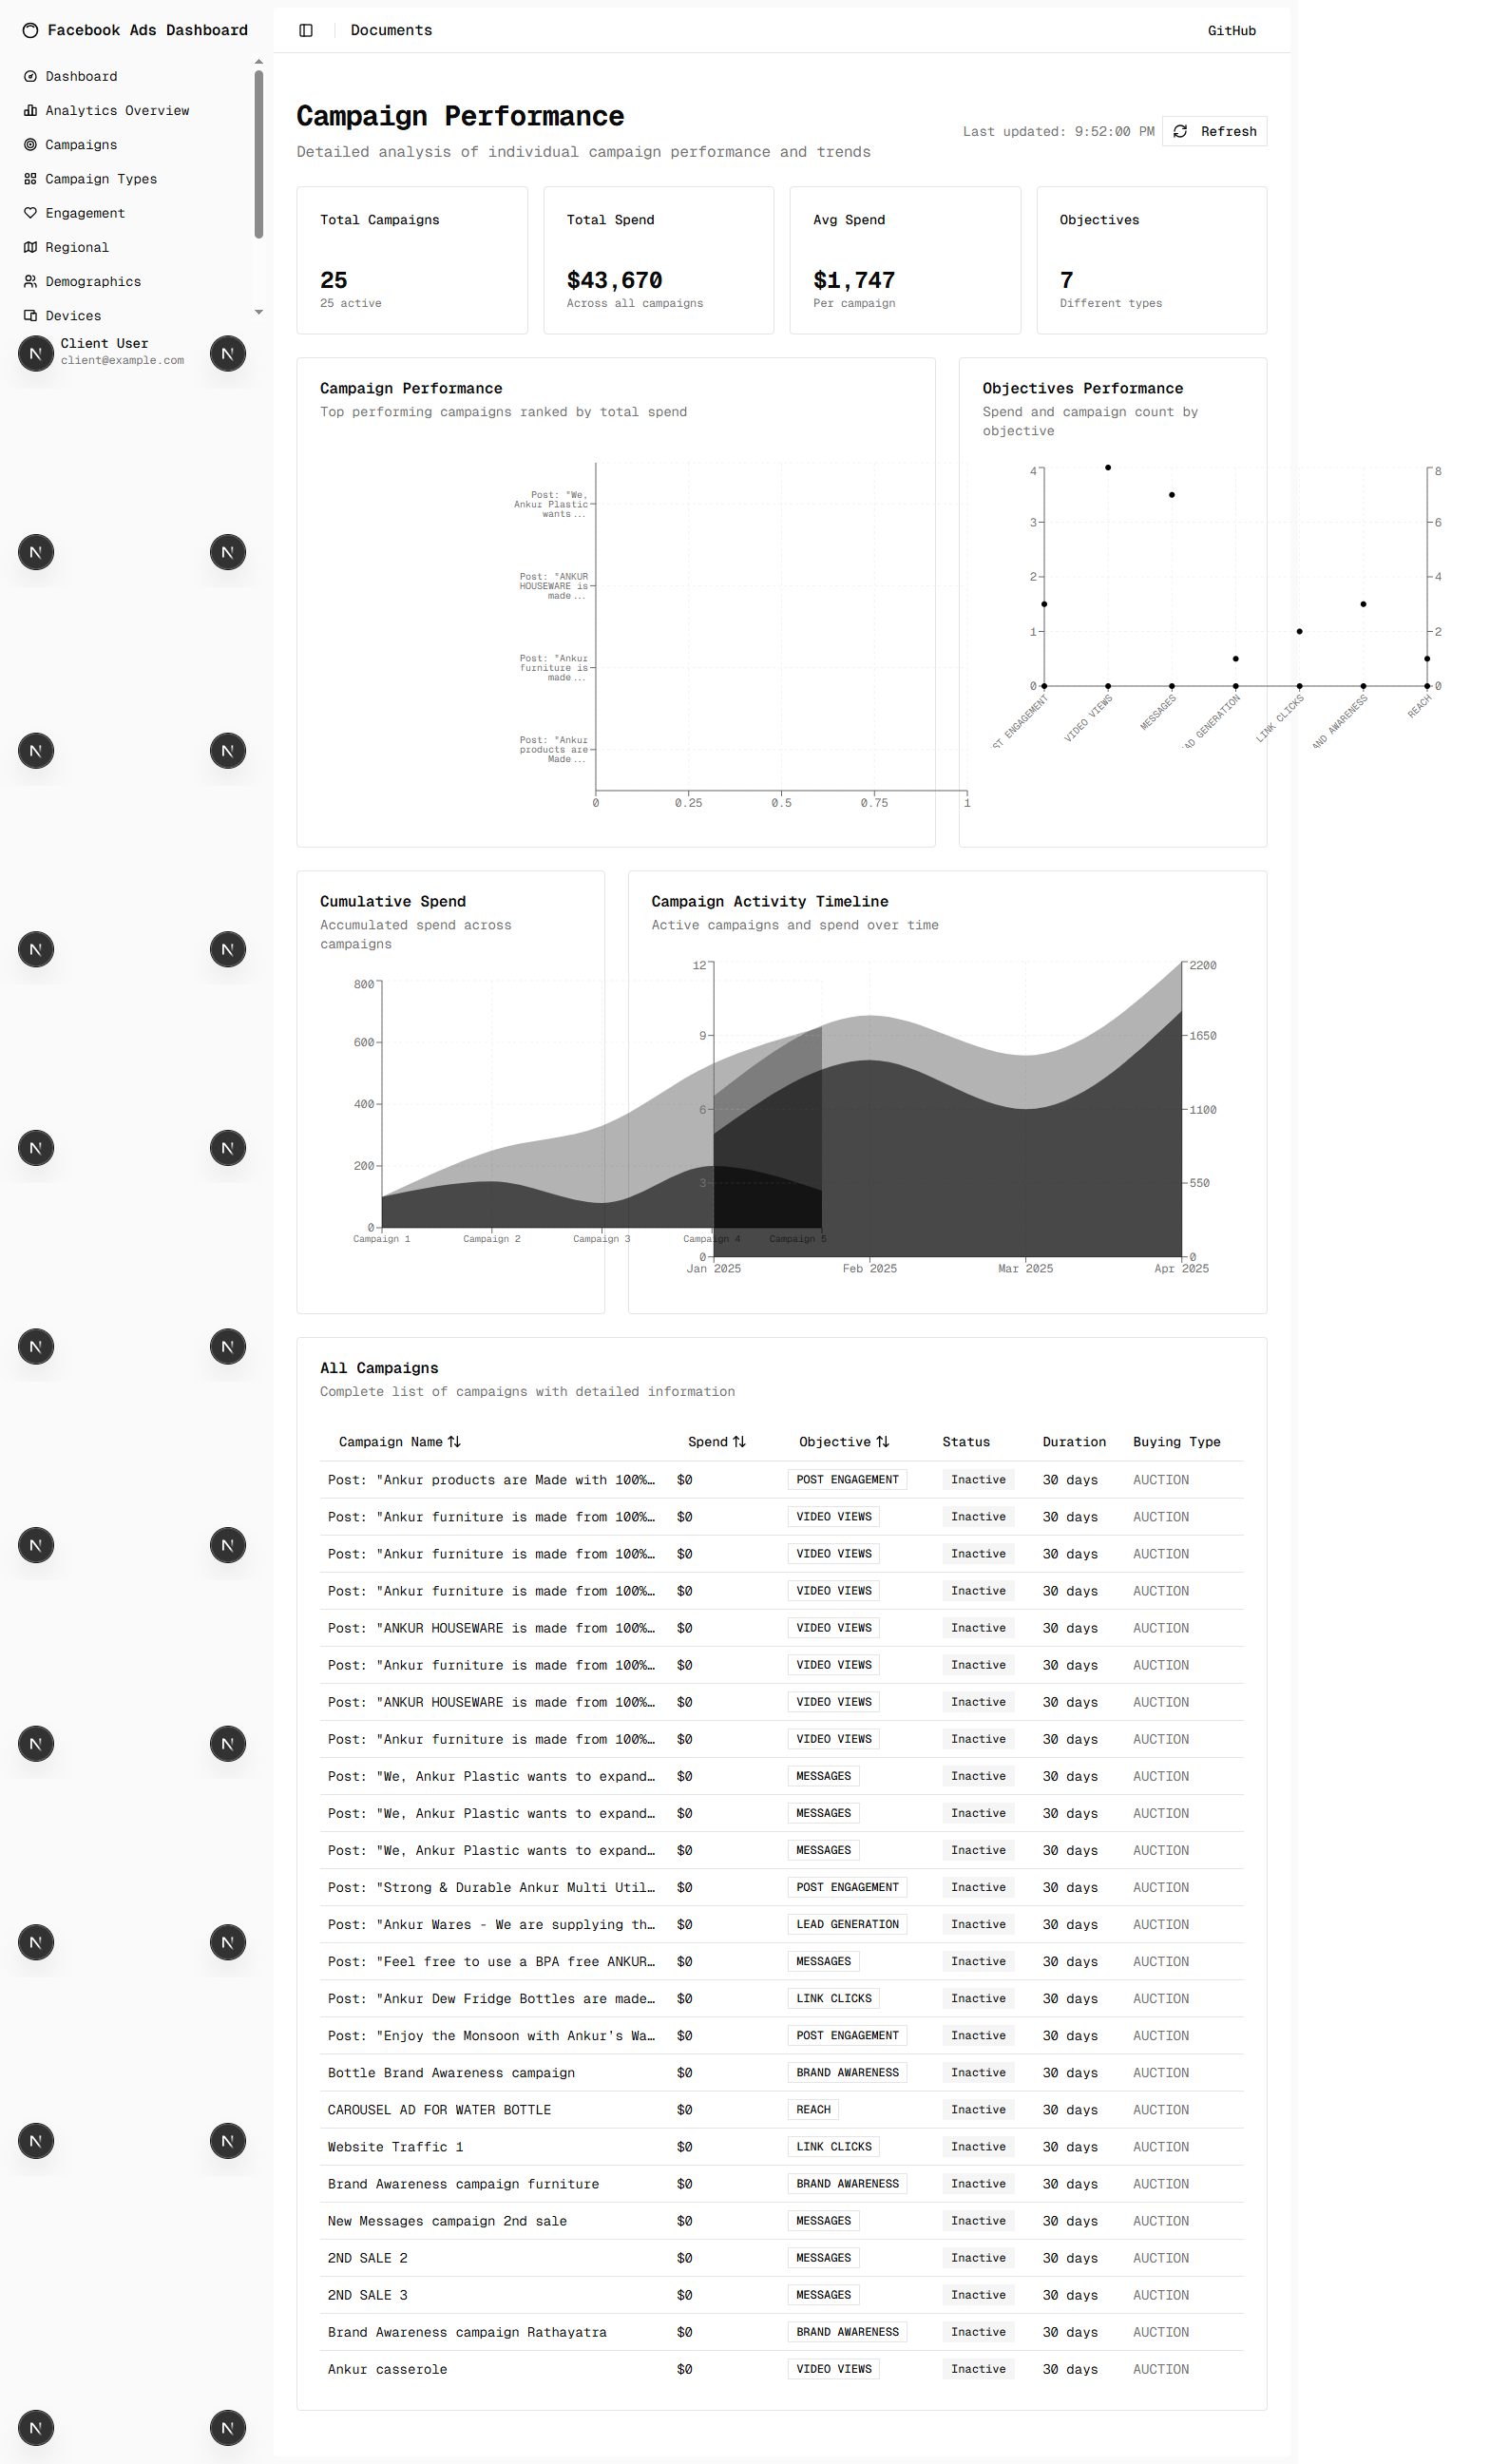 Facebook Ads Dashboard
Dashboard
Analytics Overview
Campaigns
Campaign Types
Engagement
Regional
Demographics
Devices
Client User
client@example.com
Documents
GitHub
Campaign Performance
Detailed analysis of individual campaign performance and trends
Last updated: 9:52:00 PM
Refresh
Total Campaigns
25
25 active
Total Spend
$43,670
Across all campaigns
Avg Spend
$1,747
Per campaign
Objectives
7
Different types
Campaign Performance
Top performing campaigns ranked by total spend
Post: "We,
Ankur Plastic
wants...
Post: "ANKUR
HOUSEWARE is
made...
Post: "Ankur
furniture is
made...
Post: "Ankur
products are
Made...
0 0.25 0.5 0.75 1
Objectives Performance
Spend and campaign count by
objective
4
3
2
1
0
8
6
4
2
0
ST ENGAGEMENT
VIDEO VIEWS
MESSAGES
AD GENERATION
LINK CLICKS
AND AWARENESS
REACH
Cumulative Spend
Accumulated spend across
campaigns
800
600
400
200
0
Campaign 1 Campaign 2 Campaign 3 Campaign 4 Campaign 5
Campaign Activity Timeline
Active campaigns and spend over time
12
9
6
3
0
2200
1650
1100
550
0
Jan 2025 Feb 2025 Mar 2025 Apr 2025
All Campaigns
Complete list of campaigns with detailed information
Campaign Name Spend Objective Status Duration Buying Type
Post: "Ankur products are Made with 100%… $0 POST ENGAGEMENT Inactive 30 days AUCTION
Post: "Ankur furniture is made from 100%… $0 VIDEO VIEWS Inactive 30 days AUCTION
Post: "Ankur furniture is made from 100%… $0 VIDEO VIEWS Inactive 30 days AUCTION
Post: "Ankur furniture is made from 100%… $0 VIDEO VIEWS Inactive 30 days AUCTION
Post: "ANKUR HOUSEWARE is made from 100%… $0 VIDEO VIEWS Inactive 30 days AUCTION
Post: "Ankur furniture is made from 100%… $0 VIDEO VIEWS Inactive 30 days AUCTION
Post: "ANKUR HOUSEWARE is made from 100%… $0 VIDEO VIEWS Inactive 30 days AUCTION
Post: "Ankur furniture is made from 100%… $0 VIDEO VIEWS Inactive 30 days AUCTION
Post: "We, Ankur Plastic wants to expand… $0 MESSAGES Inactive 30 days AUCTION
Post: "We, Ankur Plastic wants to expand… $0 MESSAGES Inactive 30 days AUCTION
Post: "We, Ankur Plastic wants to expand… $0 MESSAGES Inactive 30 days AUCTION
Post: "Strong & Durable Ankur Multi Util… $0 POST ENGAGEMENT Inactive 30 days AUCTION
Post: "Ankur Wares - We are supplying th… $0 LEAD GENERATION Inactive 30 days AUCTION
Post: "Feel free to use a BPA free ANKUR… $0 MESSAGES Inactive 30 days AUCTION
Post: "Ankur Dew Fridge Bottles are made… $0 LINK CLICKS Inactive 30 days AUCTION
Post: "Enjoy the Monsoon with Ankur's Wa… $0 POST ENGAGEMENT Inactive 30 days AUCTION
Bottle Brand Awareness campaign $0 BRAND AWARENESS Inactive 30 days AUCTION
CAROUSEL AD FOR WATER BOTTLE $0 REACH Inactive 30 days AUCTION
Website Traffic 1 $0 LINK CLICKS Inactive 30 days AUCTION
Brand Awareness campaign furniture $0 BRAND AWARENESS Inactive 30 days AUCTION
New Messages campaign 2nd sale $0 MESSAGES Inactive 30 days AUCTION
2ND SALE 2 $0 MESSAGES Inactive 30 days AUCTION
2ND SALE 3 $0 MESSAGES Inactive 30 days AUCTION
Brand Awareness campaign Rathayatra $0 BRAND AWARENESS Inactive 30 days AUCTION
Ankur casserole $0 VIDEO VIEWS Inactive 30 days AUCTION